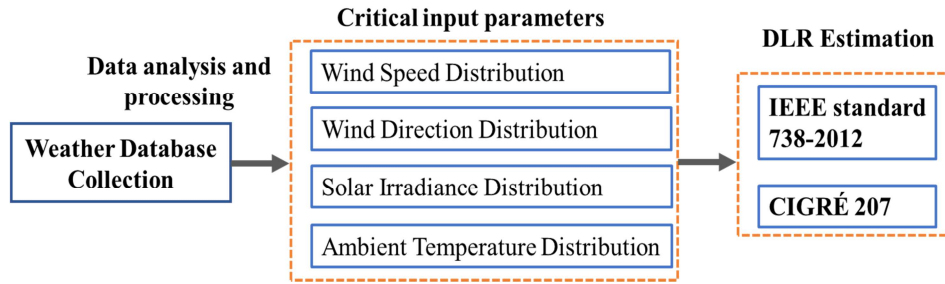 Data analysis and
processing
Weather Database
Collection
Critical input parameters
Wind Speed Distribution
Wind Direction Distribution
Solar Irradiance Distribution
Ambient Temperature Distribution
DLR Estimation
IEEE standard
738-2012
CIGRÉ 207